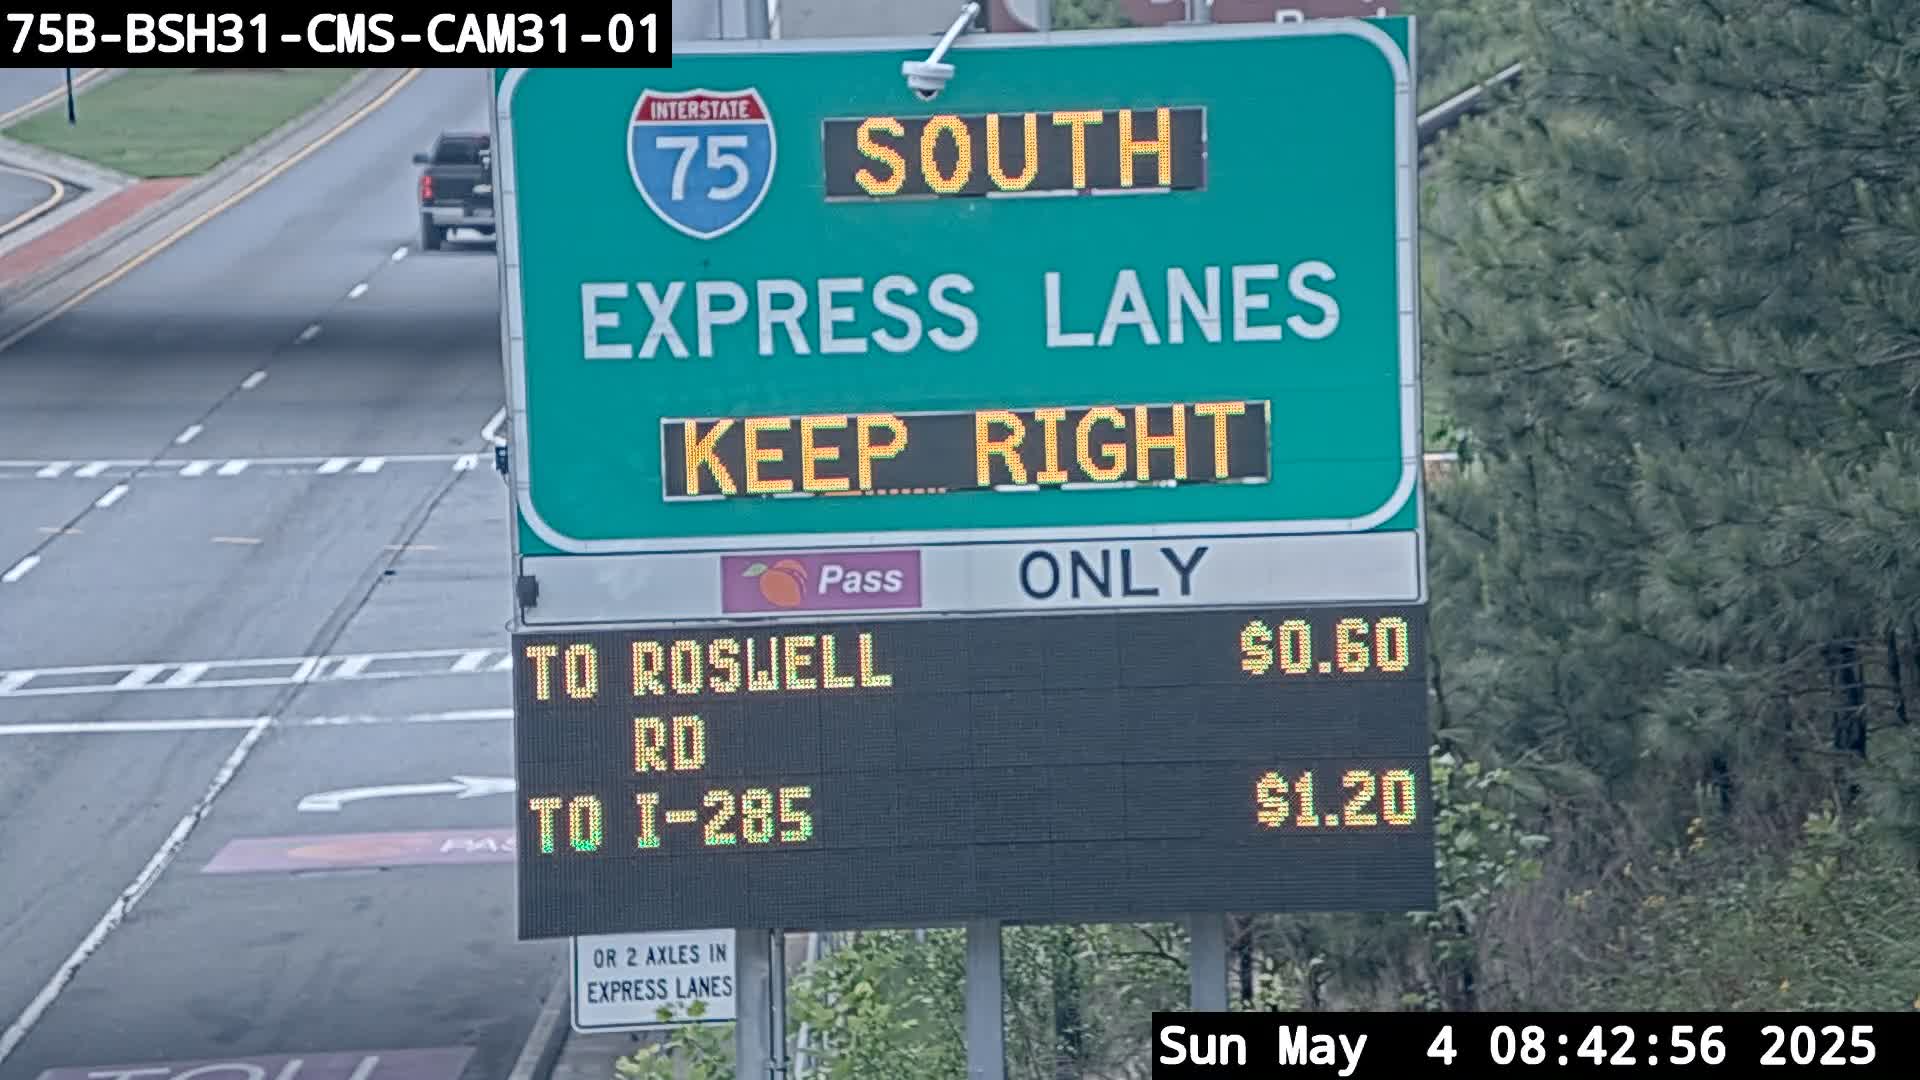 75B-BSH31-CMS-CAM31-01
INTERSTATE
75
SOUTH
EXPRESS LANES
KEEP RIGHT
Pass ONLY
TO ROSWELL $0.60
RD
TO I-285 $1.20
OR 2 AXLES IN
EXPRESS LANES
TOLL
Sun May 4 08:42:56 2025